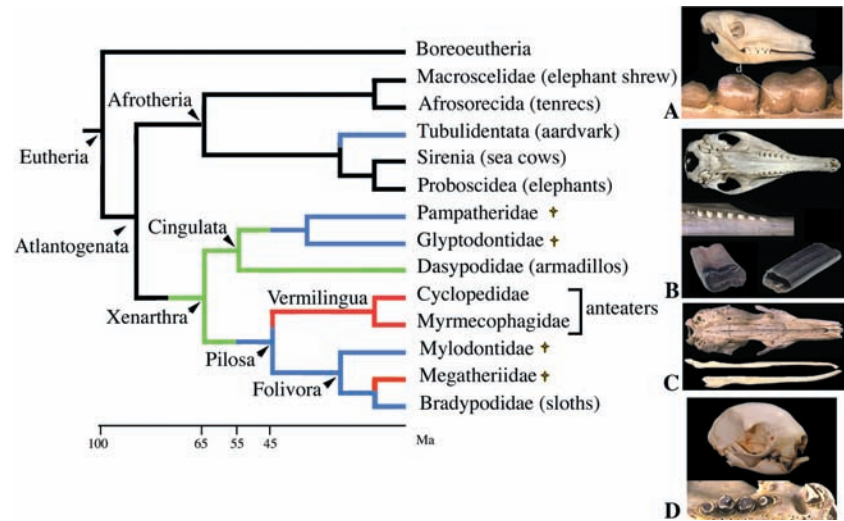 Boreoeutheria
Macroscelidae (elephant shrew)
Afrotheria
Afrosorecida (tenrecs)
Tubulidentata (aardvark)
Eutheria
Sirenia (sea cows)
Proboscidea (elephants)
Pampatheridae ✝
Cingulata
Atlantogenata
Glyptodontidae ✝
Dasypodidae (armadillos)
Vermilingua
Cyclopedidae
Xenarthra
anteaters
Myrmecophagidae
Pilosa
Mylodontidae ✝
Folivora
Megatheriidae ✝
Bradypodidae (sloths)
100 65 55 45 Ma
d
A
B
C
D